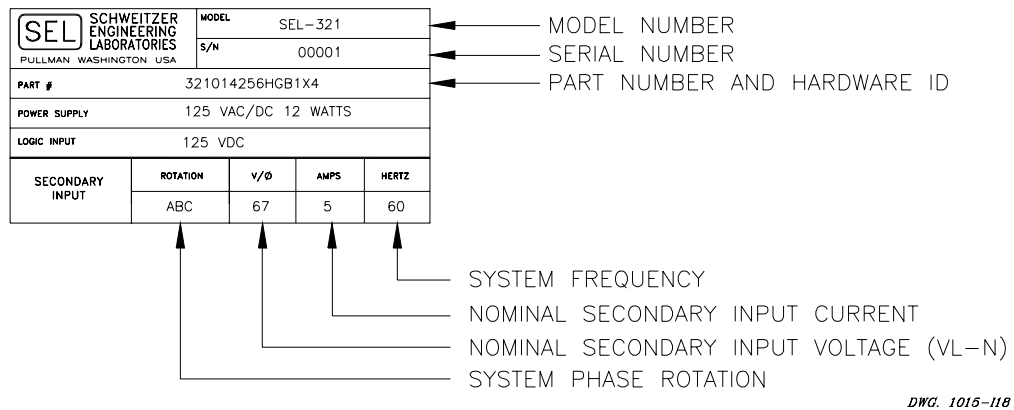 SEL SCHWEITZER
ENGINEERING
LABORATORIES
PULLMAN WASHINGTON USA
MODEL SEL-321
S/N 00001
PART # 321014256HGB1X4
POWER SUPPLY 125 VAC/DC 12 WATTS
LOGIC INPUT 125 VDC
SECONDARY
INPUT
ROTATION V/Ø AMPS HERTZ
ABC 67 5 60
MODEL NUMBER
SERIAL NUMBER
PART NUMBER AND HARDWARE ID
SYSTEM FREQUENCY
NOMINAL SECONDARY INPUT CURRENT
NOMINAL SECONDARY INPUT VOLTAGE (VL-N)
SYSTEM PHASE ROTATION
DWG. 1015-I18